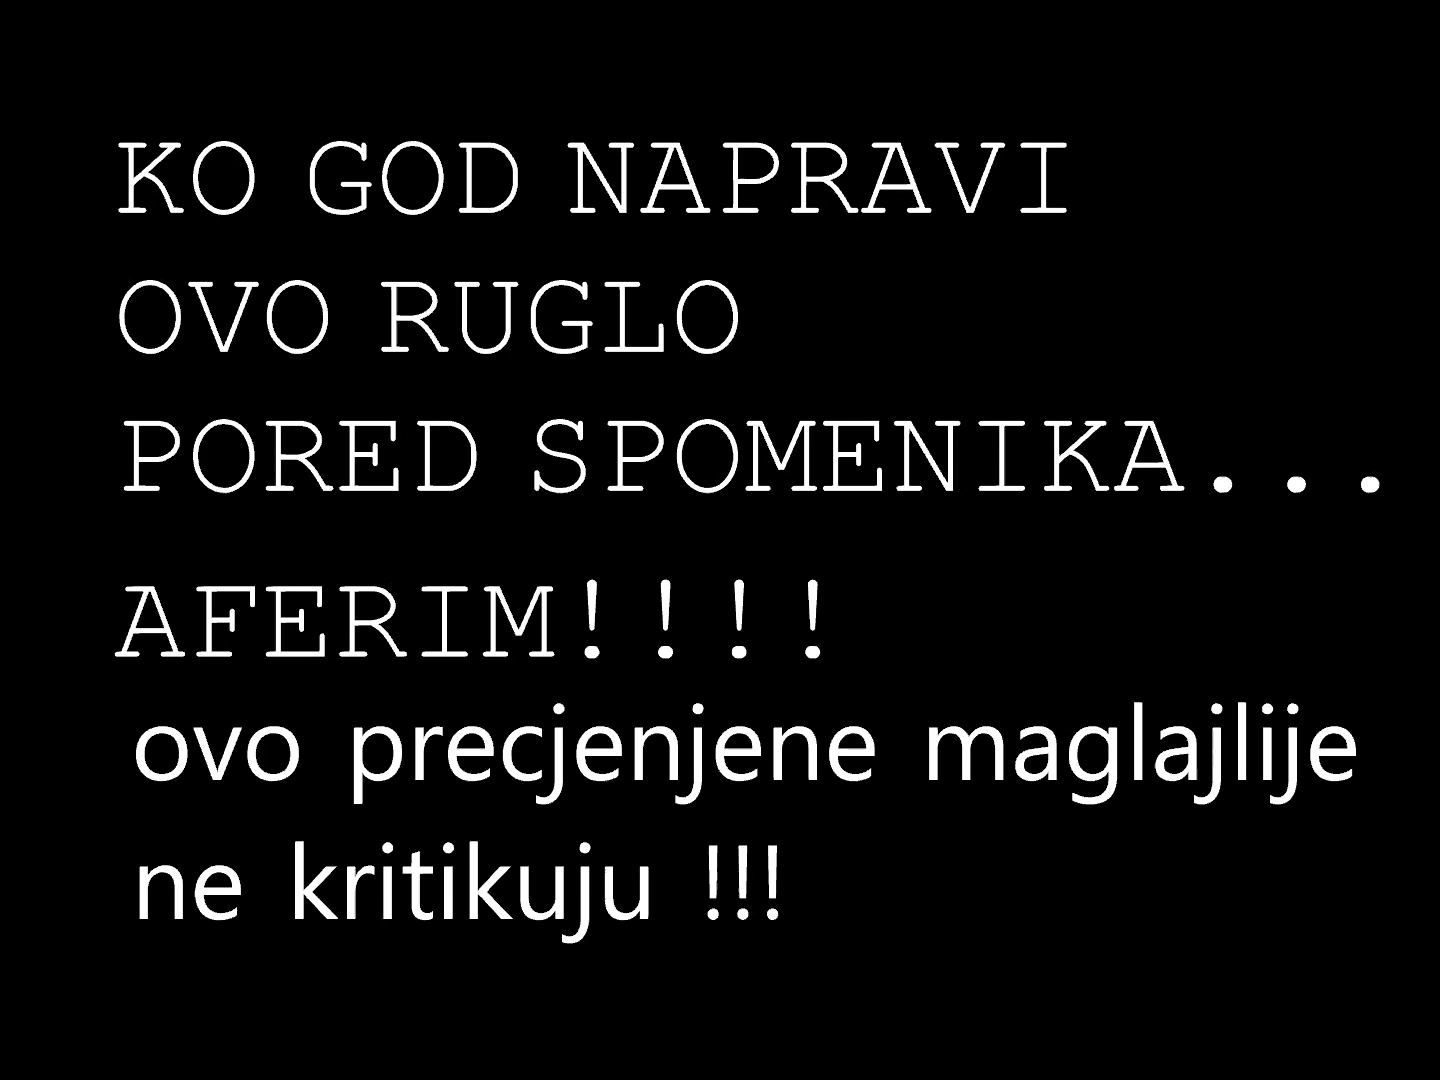 KO GOD NAPRAVI
OVO RUGLO
PORED SPOMENIKA...
AFERIM!!!!
ovo precjenjene maglajlije
ne kritikuju !!!